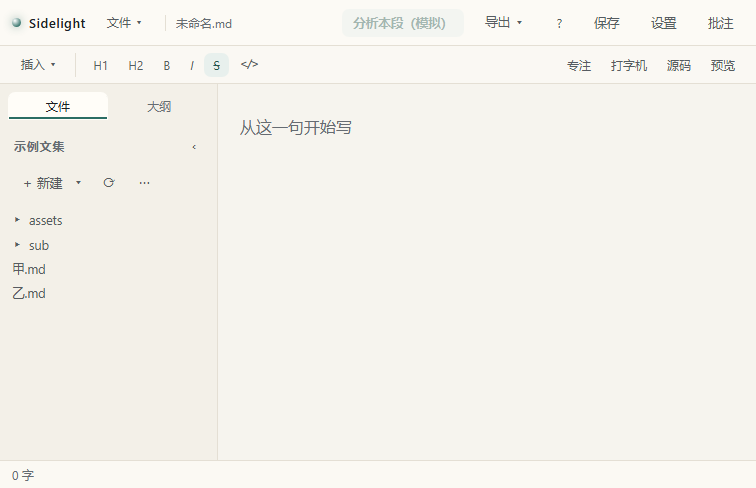 Sidelight 文件 ▾ 未命名.md 分析本段（模拟） 导出 ▾ ? 保存 设置 批注
插入 ▾ H1 H2 B I S </> 专注 打字机 源码 预览
文件 大纲
示例文集 ‹
+ 新建 ▾ ⟳ ···
▸ assets
▸ sub
甲.md
乙.md
从这一句开始写
0 字